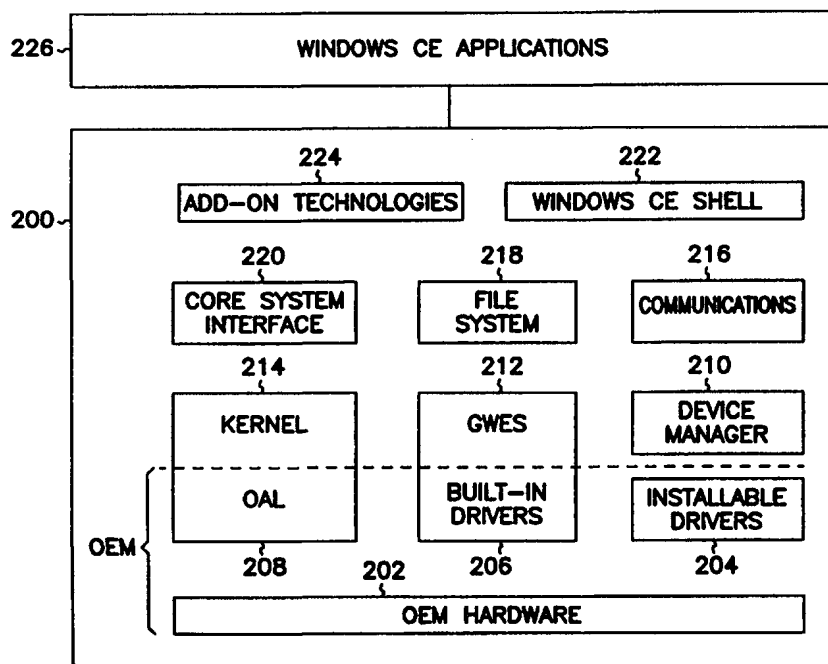 226
WINDOWS CE APPLICATIONS
224
222
ADD-ON TECHNOLOGIES
WINDOWS CE SHELL
200
220
218
216
CORE SYSTEM
INTERFACE
FILE
SYSTEM
COMMUNICATIONS
214
212
210
KERNEL
GWES
DEVICE
MANAGER
OEM
OAL
BUILT-IN
DRIVERS
INSTALLABLE
DRIVERS
208
202
206
204
OEM HARDWARE